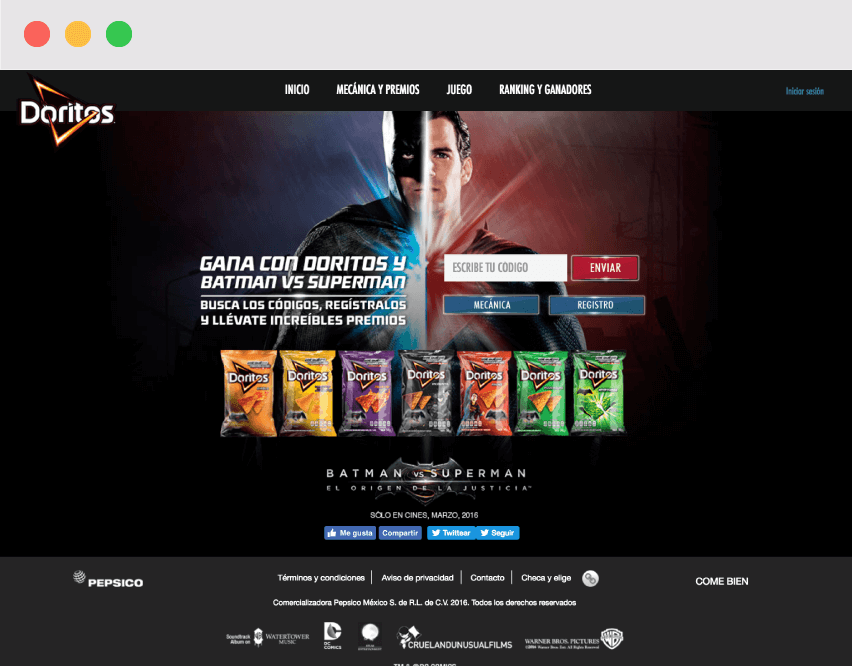 INICIO MECÁNICA Y PREMIOS JUEGO RANKING Y GANADORES
Iniciar sesión
Doritos
GANA CON DORITOS Y
BATMAN VS SUPERMAN
BUSCA LOS CÓDIGOS, REGÍSTRALOS
Y LLÉVATE INCREÍBLES PREMIOS
ESCRIBE TU CODIGO ENVIAR
MECÁNICA REGISTRO
Doritos Doritos Doritos Doritos Doritos Doritos Doritos
BATMAN VS SUPERMAN
EL ORIGEN DE LA JUSTICIA
SÓLO EN CINES, MARZO, 2016
Me gusta Compartir Twittear Seguir
PEPSICO
Términos y condiciones Aviso de privacidad Contacto Checa y elige
COME BIEN
Comercializadora Pepsico México S. de R.L. de C.V. 2016. Todos los derechos reservados
Soundtrack
Album on
WATERTOWER
MUSIC
DC
COMICS
CRUELANDUNUSUALFILMS
WARNER BROS. PICTURES